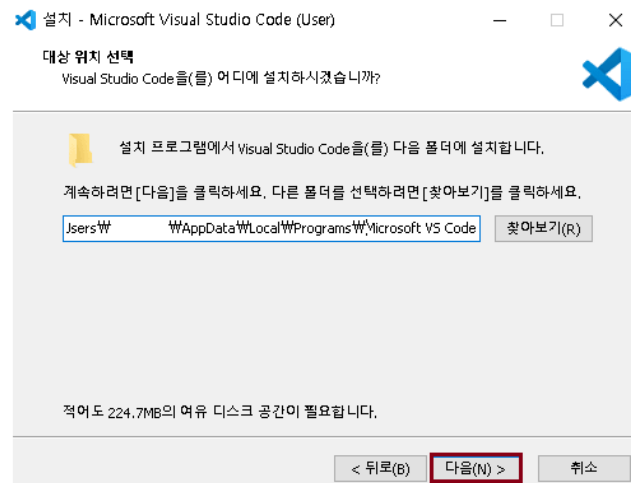 설치 - Microsoft Visual Studio Code (User)
대상 위치 선택
Visual Studio Code을(를) 어디에 설치하시겠습니까?
설치 프로그램에서 Visual Studio Code을(를) 다음 폴더에 설치합니다.
계속하려면 [다음]을 클릭하세요. 다른 폴더를 선택하려면 [찾아보기]를 클릭하세요.
Jsers₩ ₩AppData₩Local₩Programs₩Microsoft VS Code 찾아보기(R)
적어도 224.7MB의 여유 디스크 공간이 필요합니다.
< 뒤로(B) 다음(N) > 취소